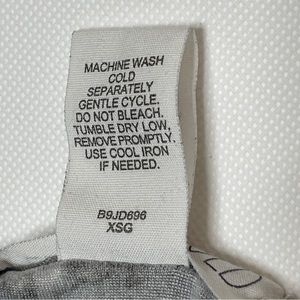 MACHINE WASH
COLD
SEPARATELY
GENTLE CYCLE.
DO NOT BLEACH.
TUMBLE DRY LOW,
REMOVE PROMPTLY.
USE COOL IRON
IF NEEDED.
B9JD696
XSG